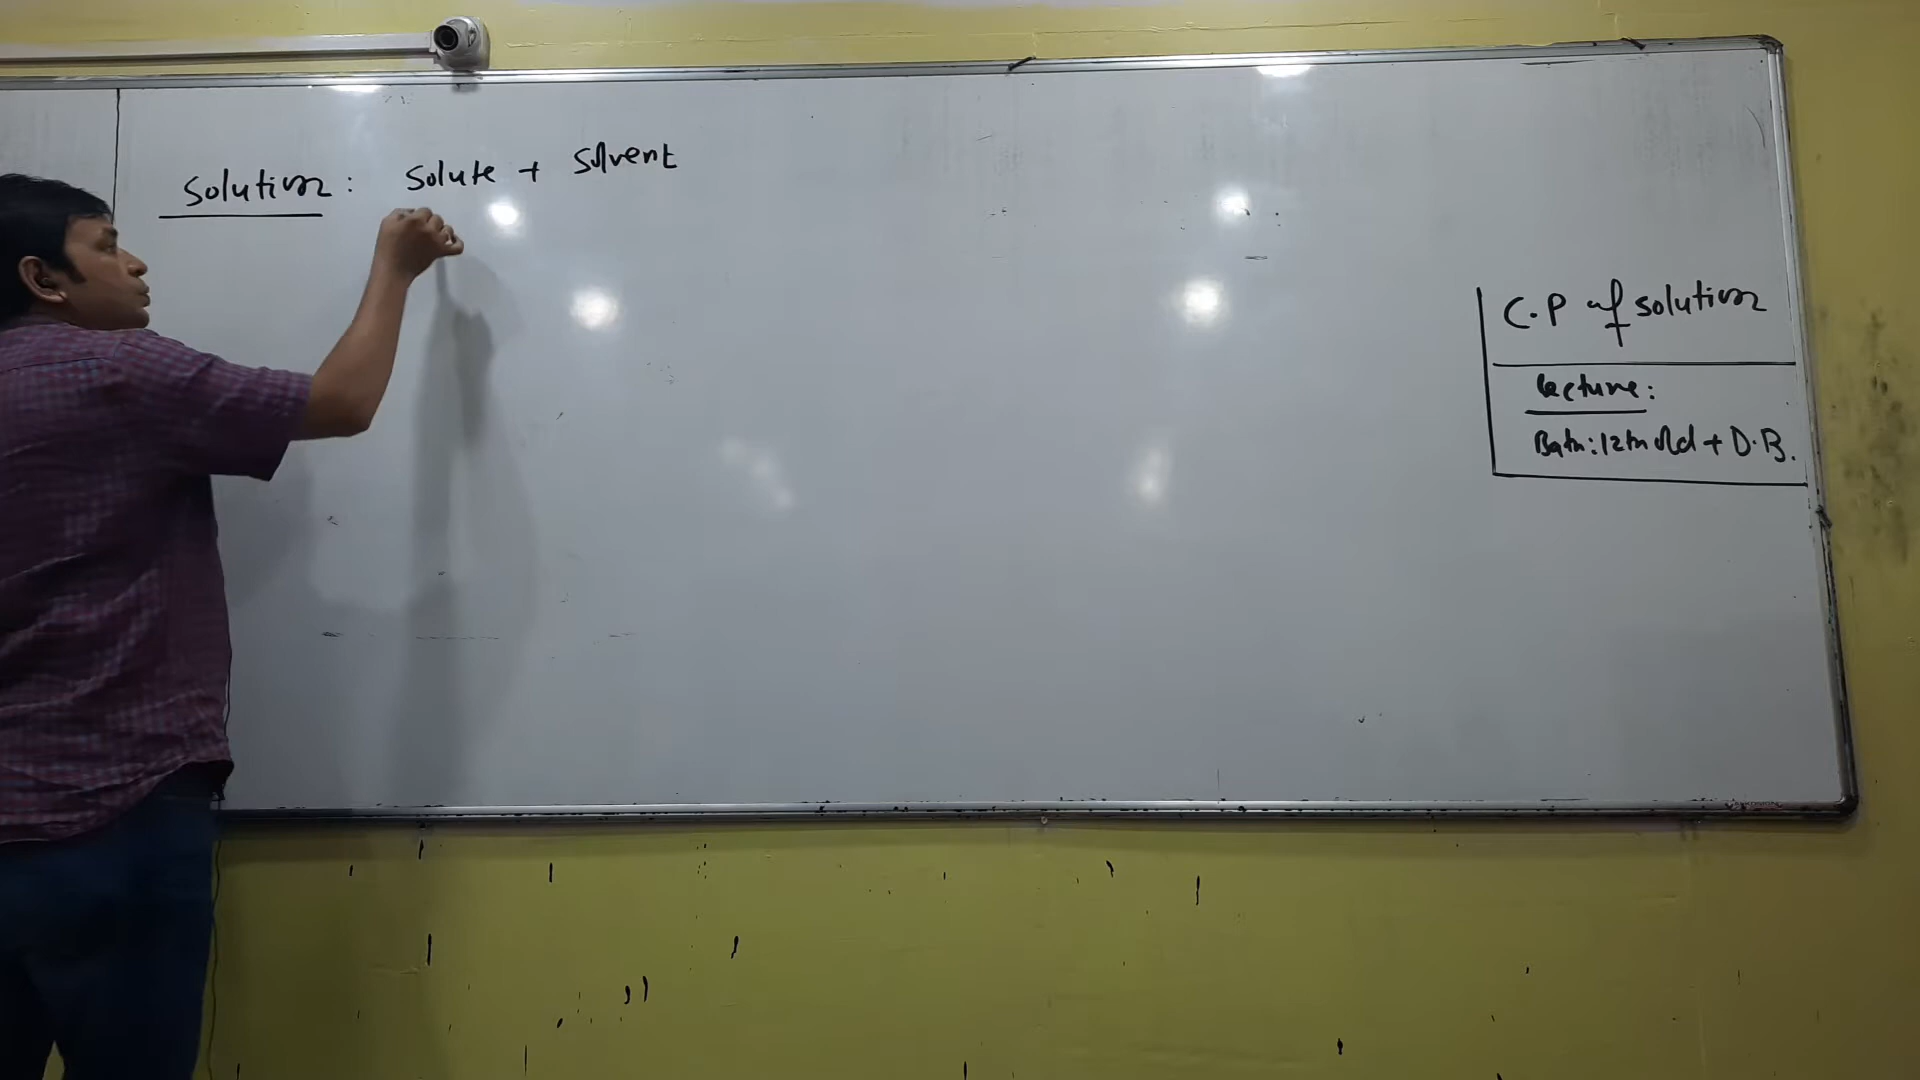 Solution: Solute + Solvent
C.P of solution
Lecture:
Batch: 12th Old + D.B.